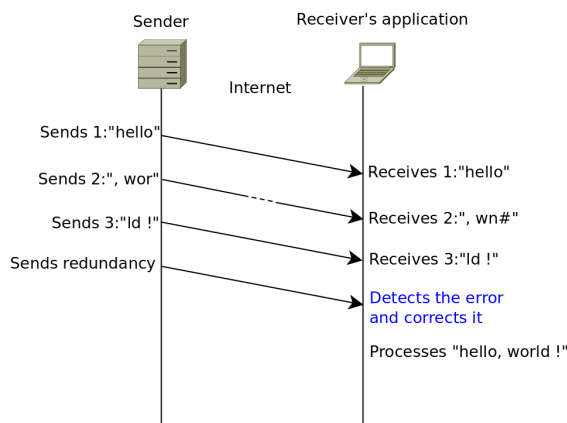 Sender
Receiver's application
Internet
Sends 1:"hello"
Receives 1:"hello"
Sends 2:", wor"
Receives 2:", wn#"
Sends 3:"ld !"
Receives 3:"ld !"
Sends redundancy
Detects the error
and corrects it
Processes "hello, world !"